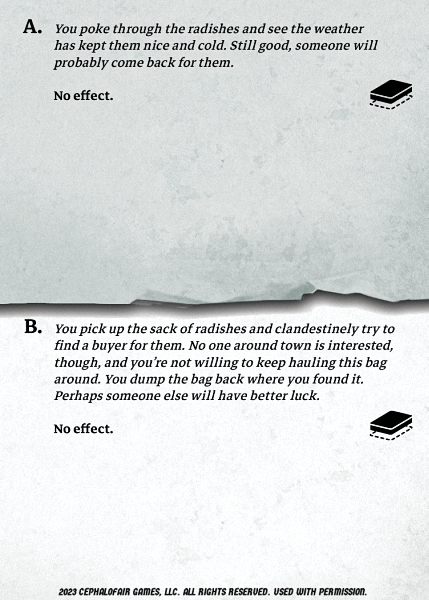 A. You poke through the radishes and see the weather
has kept them nice and cold. Still good, someone will
probably come back for them.
No effect.
B. You pick up the sack of radishes and clandestinely try to
find a buyer for them. No one around town is interested,
though, and you’re not willing to keep hauling this bag
around. You dump the bag back where you found it.
Perhaps someone else will have better luck.
No effect.
2023 CEPHALOFAIR GAMES, LLC. ALL RIGHTS RESERVED. USED WITH PERMISSION.